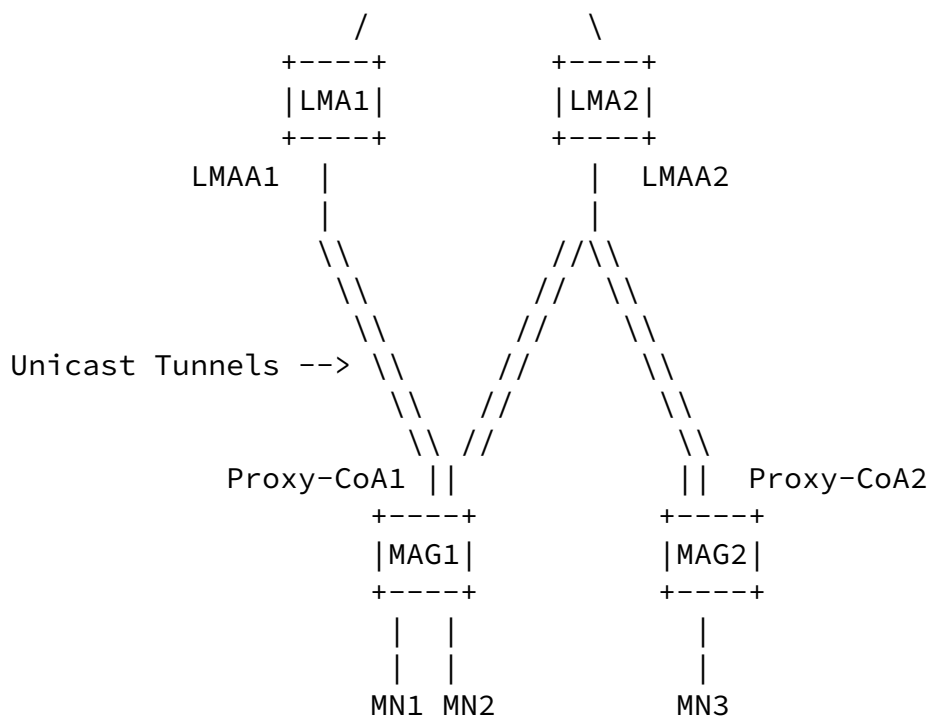 LMA1 LMA2
LMAA1 LMAA2
Unicast Tunnels -->
Proxy-CoA1 Proxy-CoA2
MAG1 MAG2
MN1 MN2 MN3